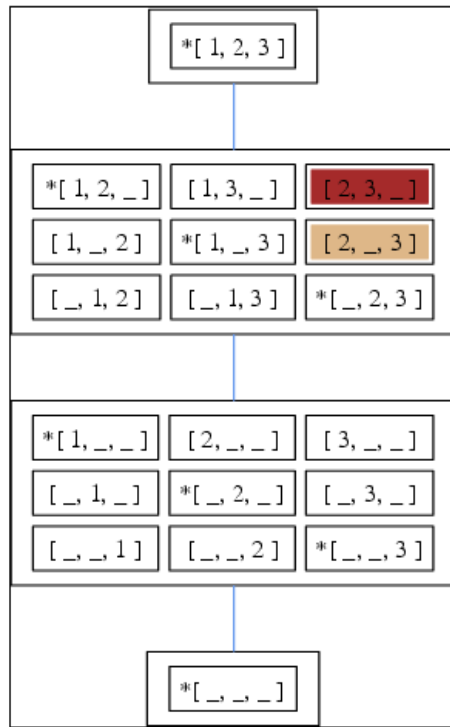 *[ 1, 2, 3 ]
*[ 1, 2, _ ] [ 1, 3, _ ] [ 2, 3, _ ]
[ 1, _, 2 ] *[ 1, _, 3 ] [ 2, _, 3 ]
[ _, 1, 2 ] [ _, 1, 3 ] *[ _, 2, 3 ]
*[ 1, _, _ ] [ 2, _, _ ] [ 3, _, _ ]
[ _, 1, _ ] *[ _, 2, _ ] [ _, 3, _ ]
[ _, _, 1 ] [ _, _, 2 ] *[ _, _, 3 ]
*[ _, _, _ ]